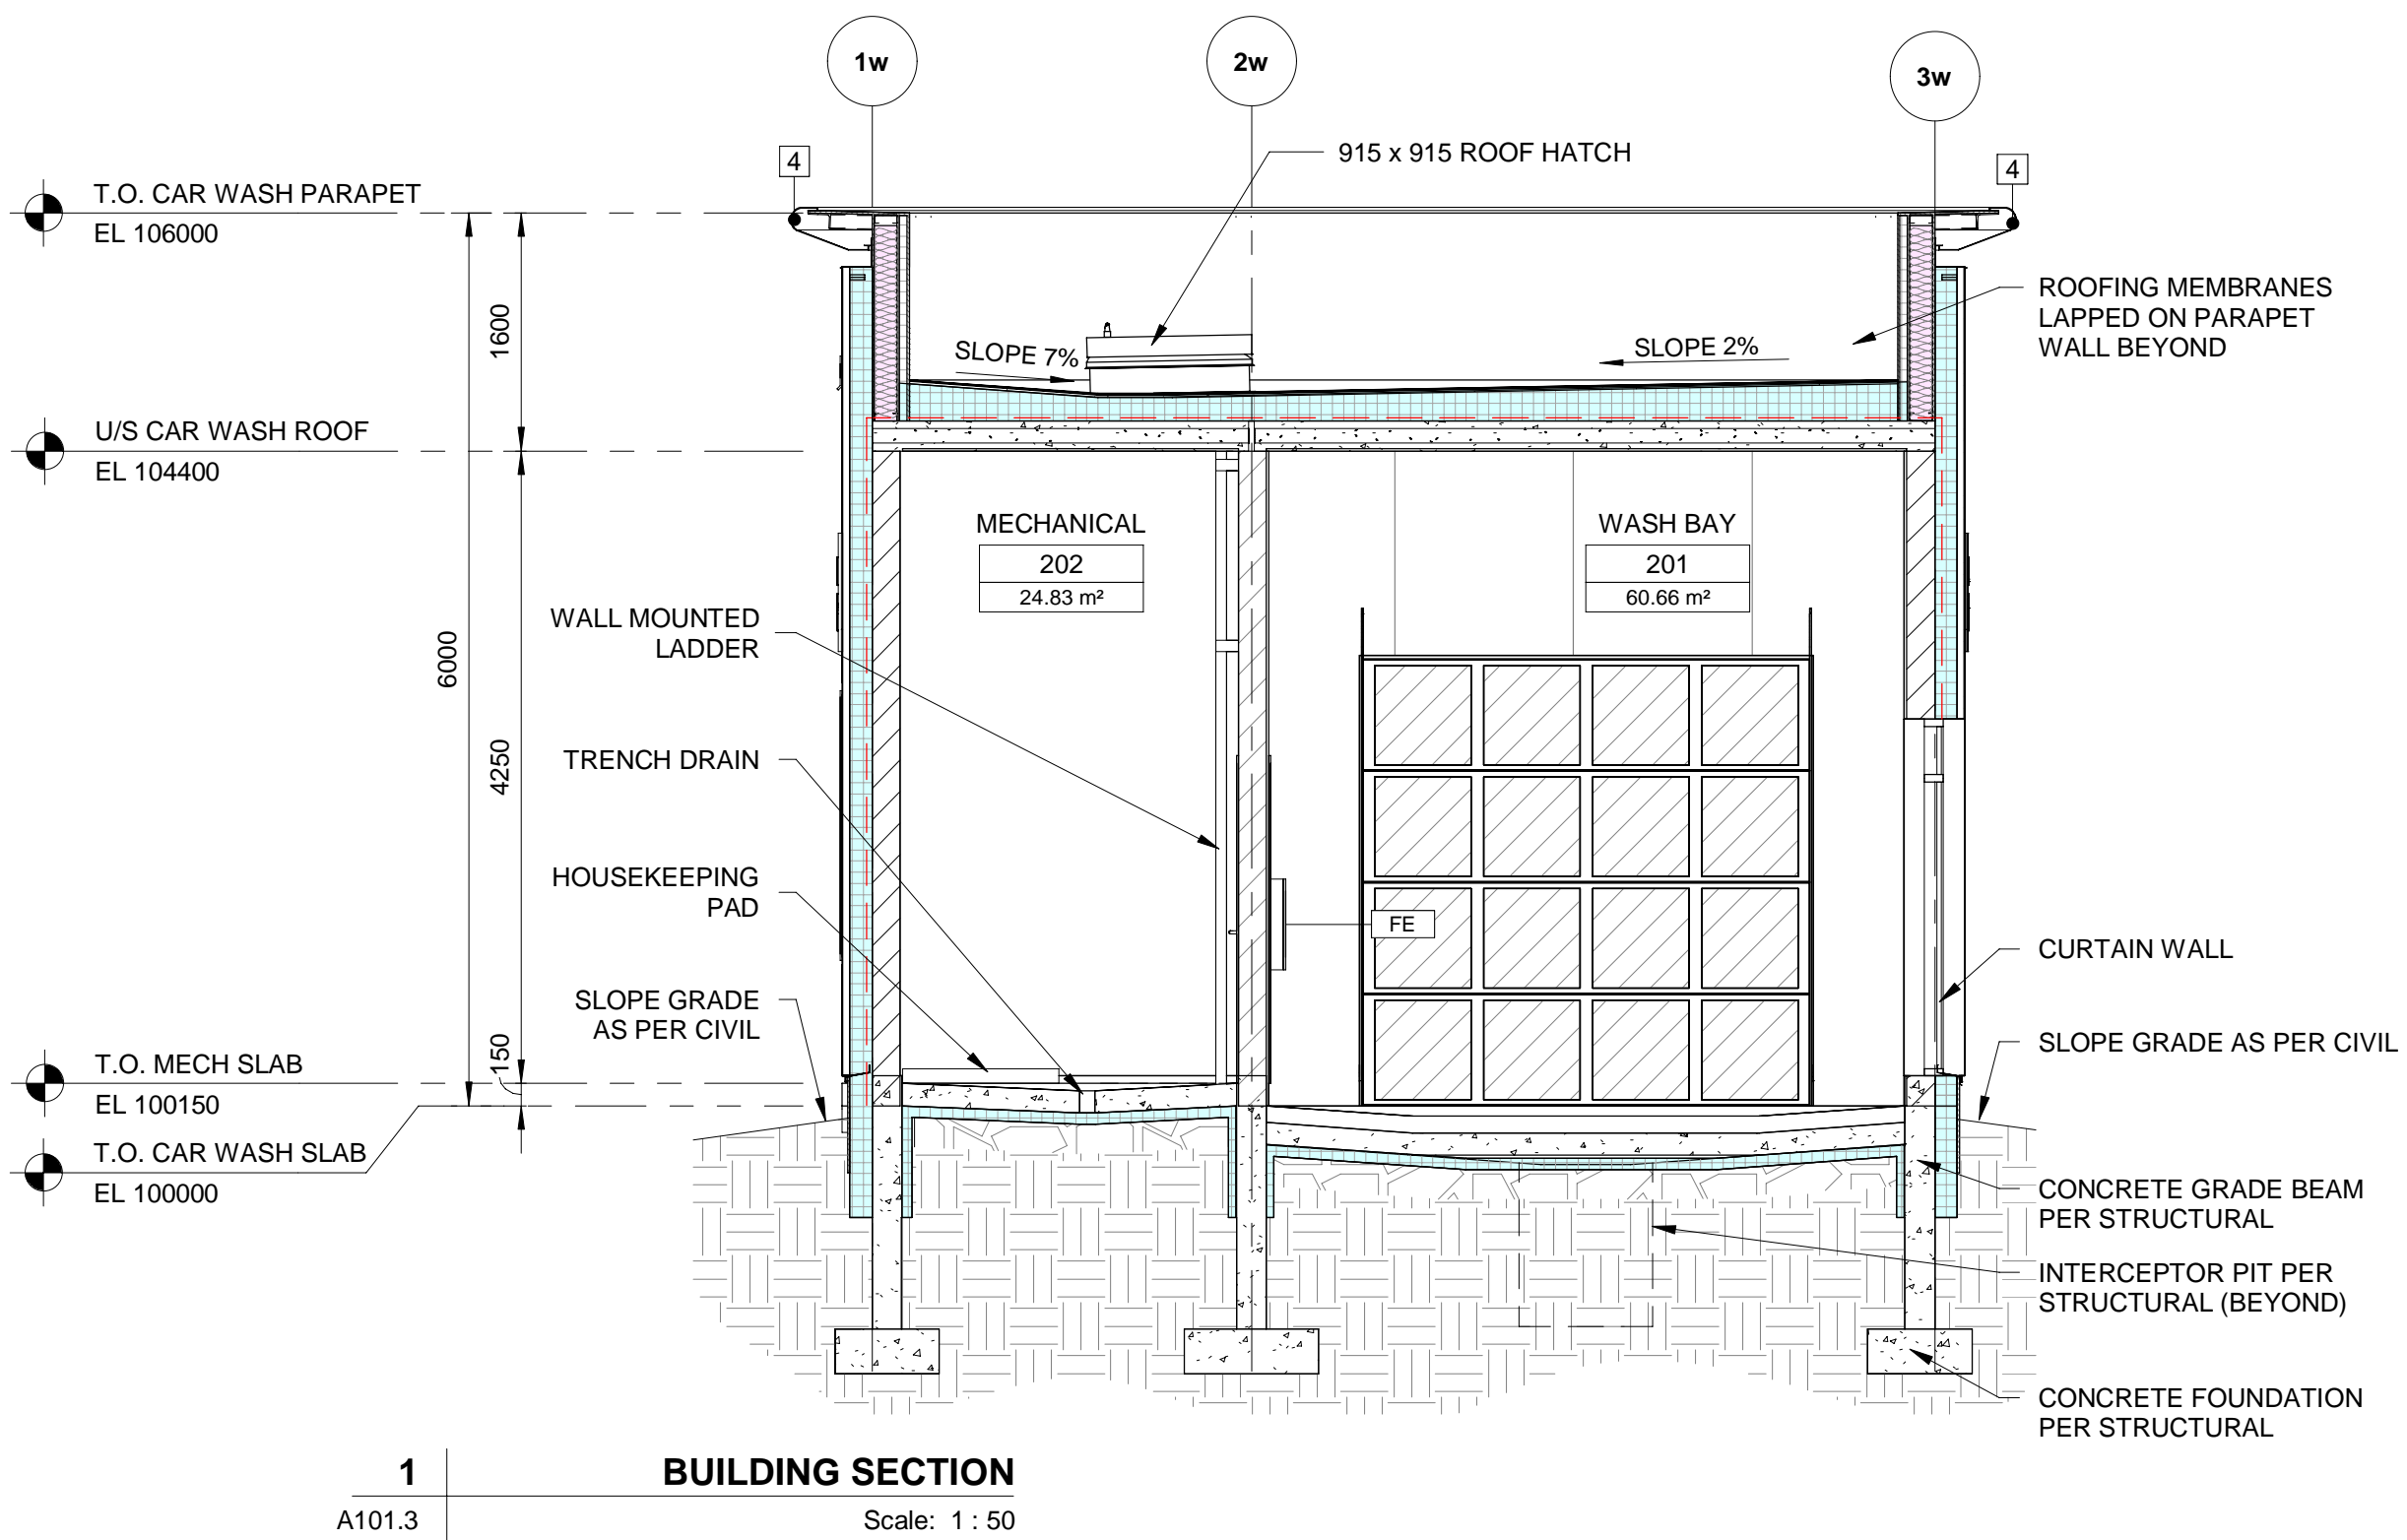 1w
2w
3w
4
915 x 915 ROOF HATCH
4
T.O. CAR WASH PARAPET
EL 106000
ROOFING MEMBRANES
LAPPED ON PARAPET
WALL BEYOND
1600
SLOPE 7%
SLOPE 2%
U/S CAR WASH ROOF
EL 104400
MECHANICAL
202
24.83 m²
WASH BAY
201
60.66 m²
WALL MOUNTED
LADDER
6000
4250
TRENCH DRAIN
HOUSEKEEPING
PAD
FE
CURTAIN WALL
SLOPE GRADE
AS PER CIVIL
SLOPE GRADE AS PER CIVIL
150
T.O. MECH SLAB
EL 100150
T.O. CAR WASH SLAB
EL 100000
CONCRETE GRADE BEAM
PER STRUCTURAL
INTERCEPTOR PIT PER
STRUCTURAL (BEYOND)
CONCRETE FOUNDATION
PER STRUCTURAL
1
BUILDING SECTION
A101.3
Scale: 1 : 50